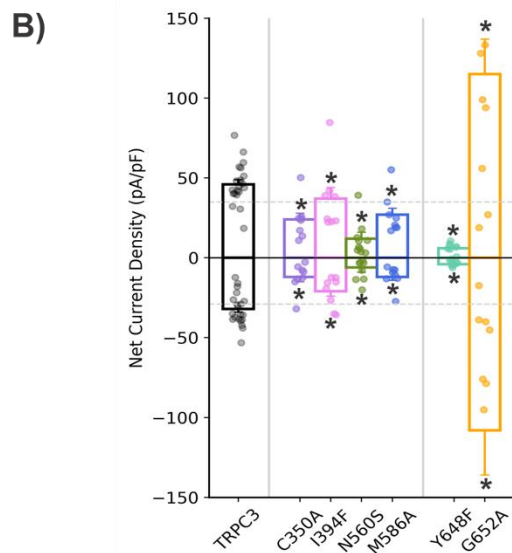 B)
Net Current Density (pA/pF)
150
100
50
0
−50
−100
−150
* * * * * *
* * * * * *
TRPC3 C350A I394F N560S M586A Y648F G652A